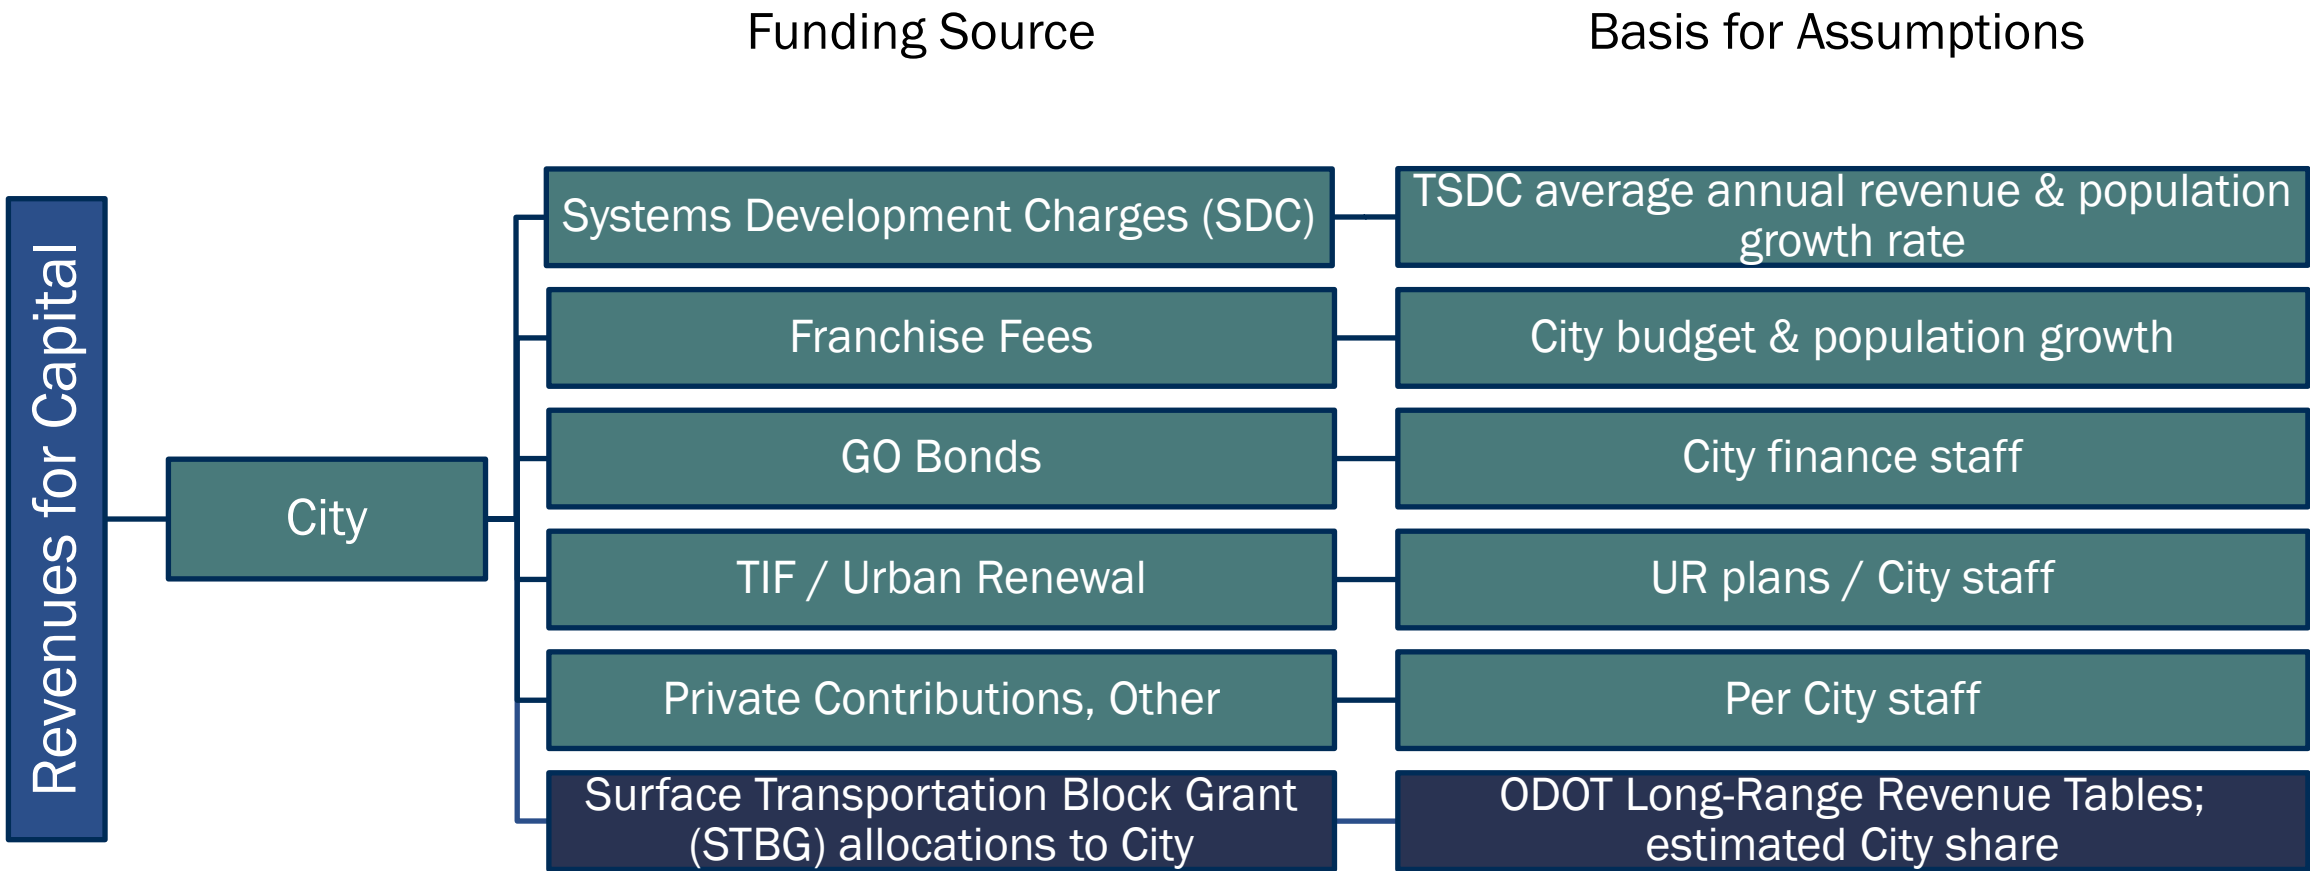 Funding Source
Basis for Assumptions
Revenues for Capital
City
Systems Development Charges (SDC)
TSDC average annual revenue & population
growth rate
Franchise Fees
City budget & population growth
GO Bonds
City finance staff
TIF / Urban Renewal
UR plans / City staff
Private Contributions, Other
Per City staff
Surface Transportation Block Grant
(STBG) allocations to City
ODOT Long-Range Revenue Tables;
estimated City share